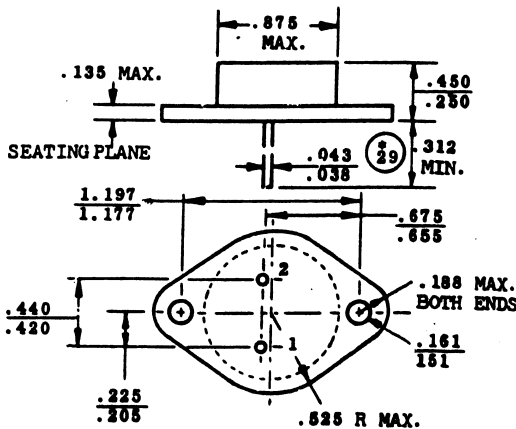 .875
MAX.
.135 MAX.
.450
.250
SEATING PLANE
.043
.038
*
29
.312
MIN.
1.197
1.177
.675
.655
2
.188 MAX.
BOTH ENDS
.440
.420
1
.161
151
.225
.205
.525 R MAX.